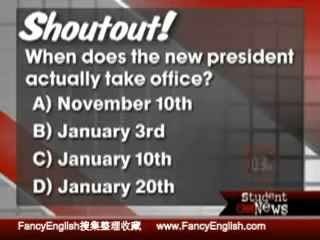 Shoutout!
When does the new president
actually take office?
A) November 10th
B) January 3rd
C) January 10th
D) January 20th
Student
CNN News
FancyEnglish搜集整理收藏 www.FancyEnglish.com